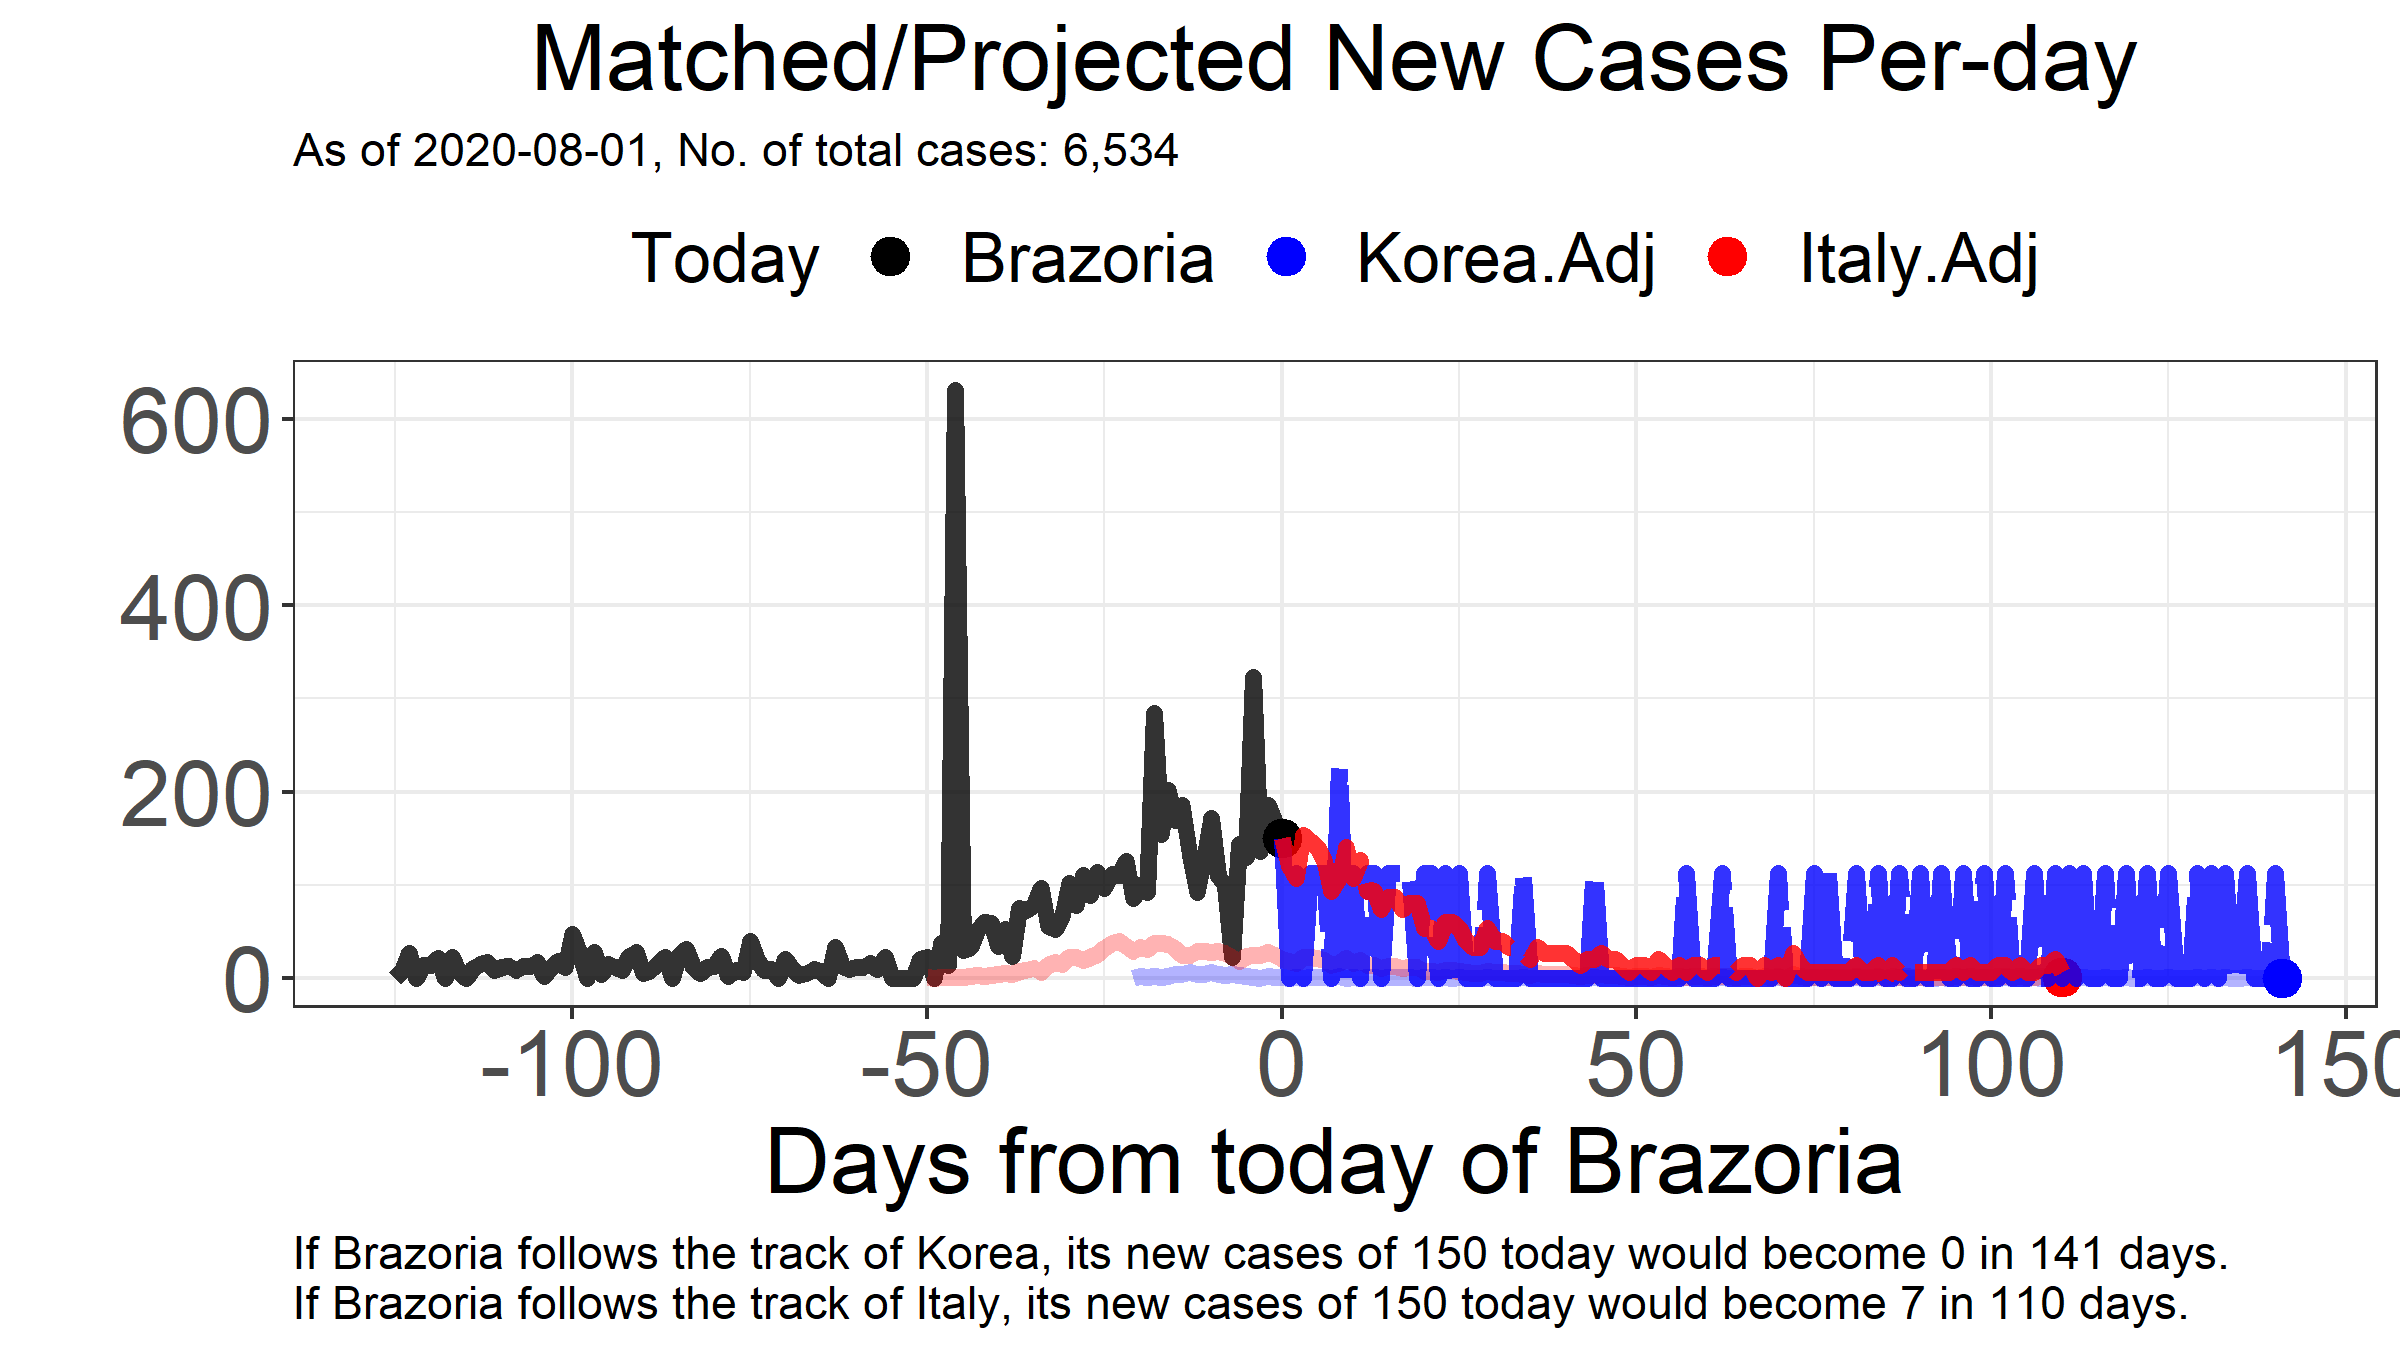 Matched/Projected New Cases Per-day
As of 2020-08-01, No. of total cases: 6,534
Today Brazoria Korea.Adj Italy.Adj
600
400
200
0
-100 -50 0 50 100 150
Days from today of Brazoria
If Brazoria follows the track of Korea, its new cases of 150 today would become 0 in 141 days.
If Brazoria follows the track of Italy, its new cases of 150 today would become 7 in 110 days.